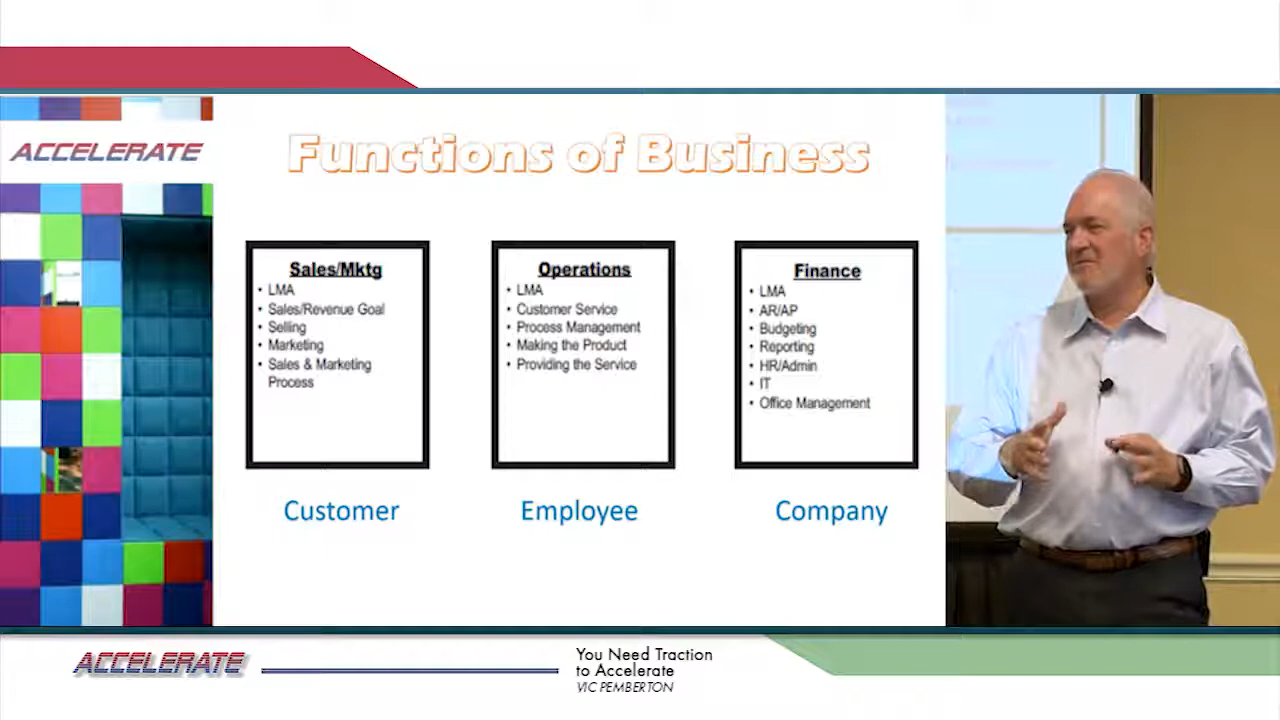 ACCELERATE
Functions of Business
Sales/Mktg
• LMA
• Sales/Revenue Goal
• Selling
• Marketing
• Sales & Marketing
Process
Customer
Operations
• LMA
• Customer Service
• Process Management
• Making the Product
• Providing the Service
Employee
Finance
• LMA
• AR/AP
• Budgeting
• Reporting
• HR/Admin
• IT
• Office Management
Company
ACCELERATE
You Need Traction
to Accelerate
VIC PEMBERTON